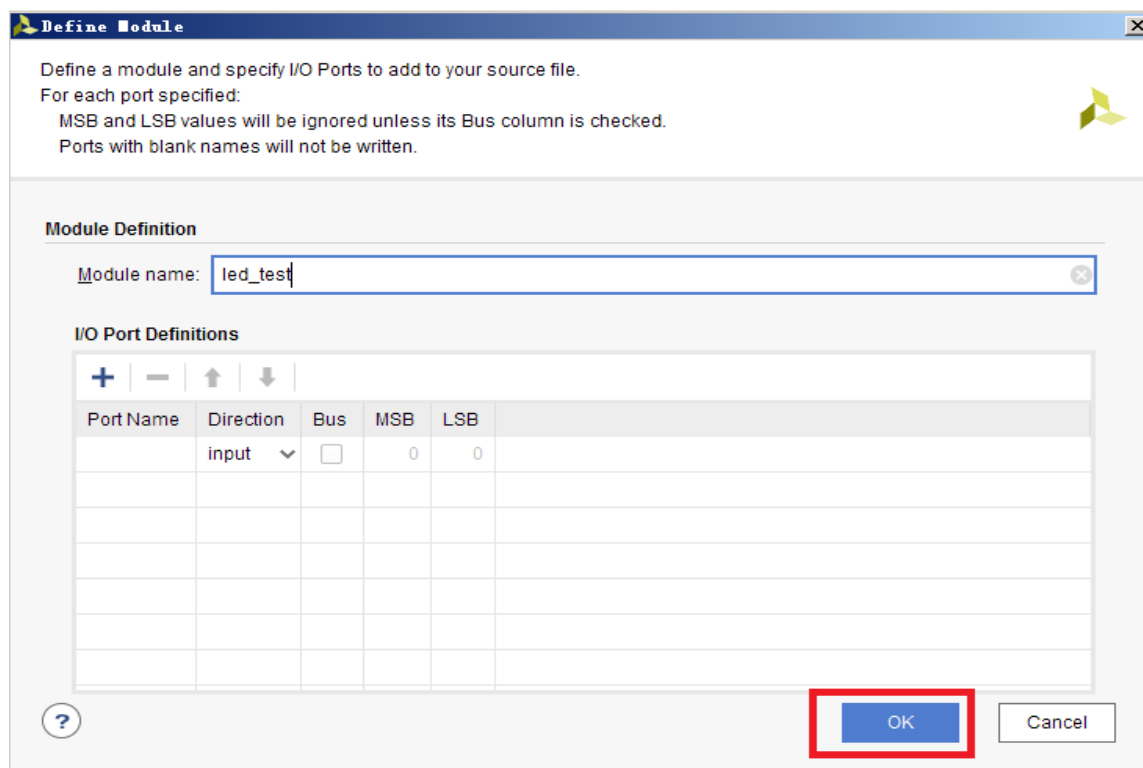 Define Module
Define a module and specify I/O Ports to add to your source file.
For each port specified:
MSB and LSB values will be ignored unless its Bus column is checked.
Ports with blank names will not be written.
Module Definition
Module name: led_test
I/O Port Definitions
Port Name Direction Bus MSB LSB
input 0 0
? OK Cancel